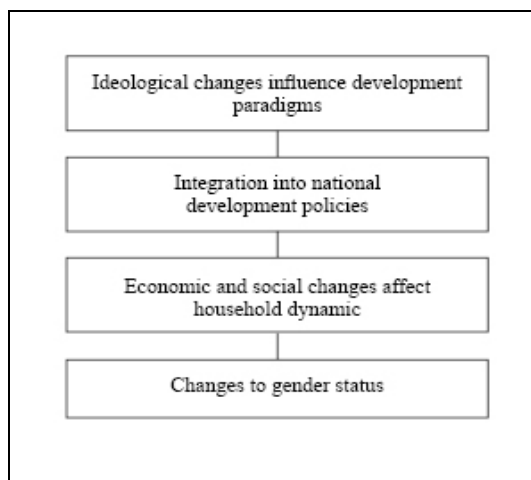 Ideological changes influence development
paradigms
Integration into national
development policies
Economic and social changes affect
household dynamic
Changes to gender status